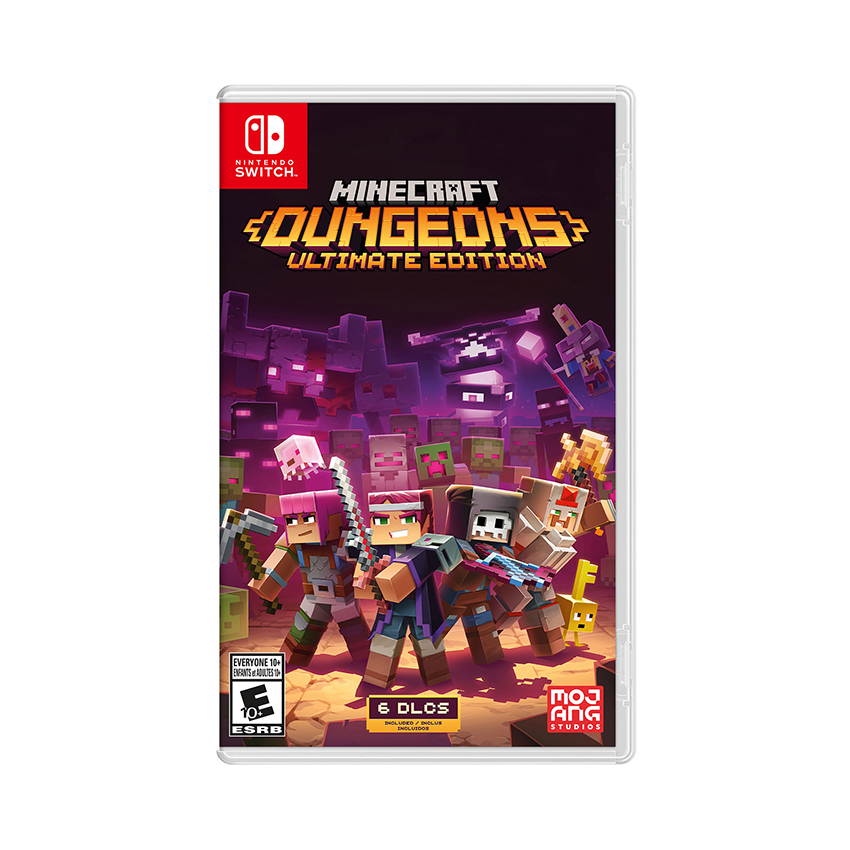 NINTENDO
SWITCH™
MINECRAFT
DUNGEONS
ULTIMATE EDITION
EVERYONE 10+
ENFANTS et ADULTES 10+
E
10+
ESRB
6 DLCS
INCLUDED / INCLUS
INCLUIDOS
MOJ
ANG
STUDIOS